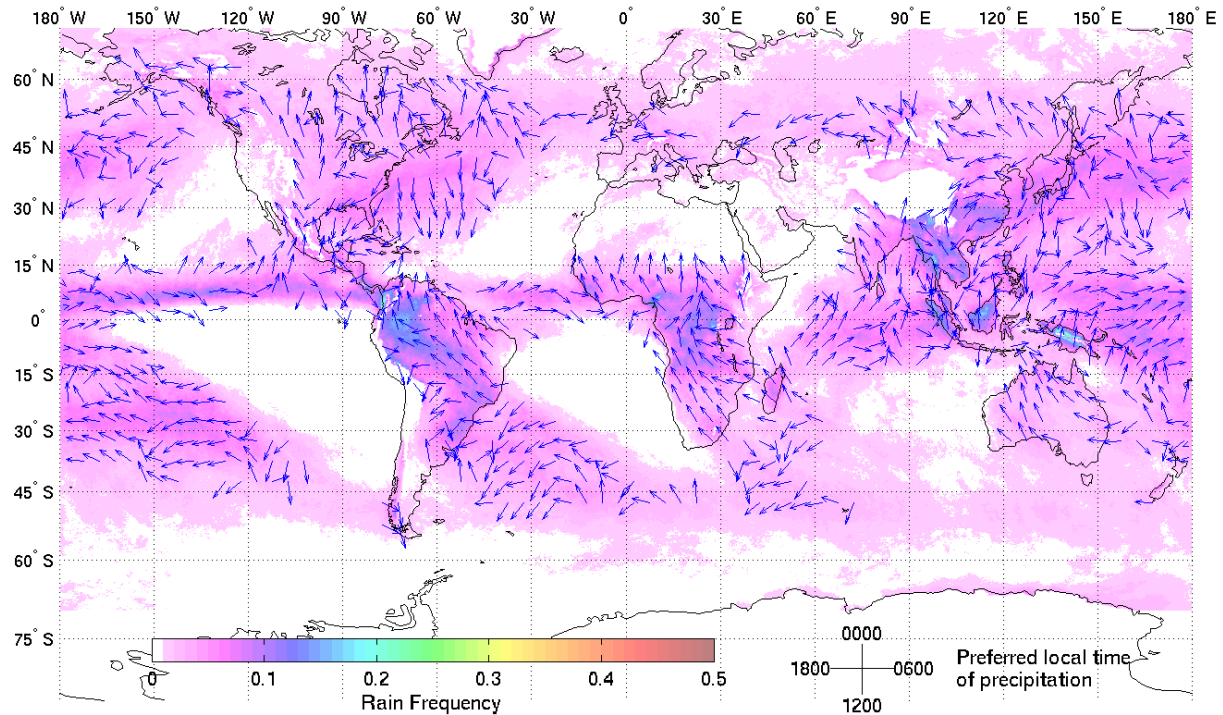 180° W 150° W 120° W 90° W 60° W 30° W 0° 30° E 60° E 90° E 120° E 150° E 180° E
60° N
45° N
30° N
15° N
0°
15° S
30° S
45° S
60° S
75° S
0 0.1 0.2 0.3 0.4 0.5
Rain Frequency
0000
1800 0600
1200
Preferred local time
of precipitation